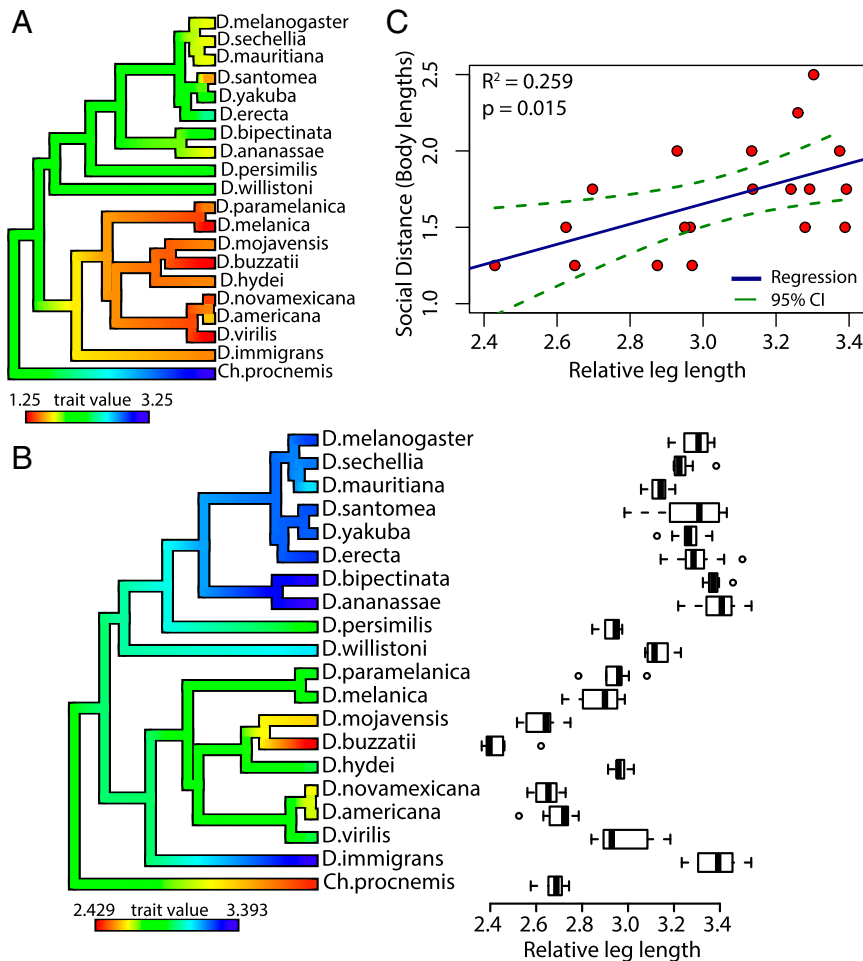 A
D.melanogaster
D.sechellia
D.mauritiana
D.santomea
D.yakuba
D.erecta
D.bipectinata
D.ananassae
D.persimilis
D.willistoni
D.paramelanica
D.melanica
D.mojavensis
D.buzzatii
D.hydei
D.novamexicana
D.americana
D.virilis
D.immigrans
Ch.procnemis
1.25 trait value 3.25
C
R² = 0.259
p = 0.015
Social Distance (Body lengths)
2.5
2.0
1.5
1.0
Regression
95% CI
2.4 2.6 2.8 3.0 3.2 3.4
Relative leg length
B
D.melanogaster
D.sechellia
D.mauritiana
D.santomea
D.yakuba
D.erecta
D.bipectinata
D.ananassae
D.persimilis
D.willistoni
D.paramelanica
D.melanica
D.mojavensis
D.buzzatii
D.hydei
D.novamexicana
D.americana
D.virilis
D.immigrans
Ch.procnemis
2.429 trait value 3.393
2.4 2.6 2.8 3.0 3.2 3.4
Relative leg length